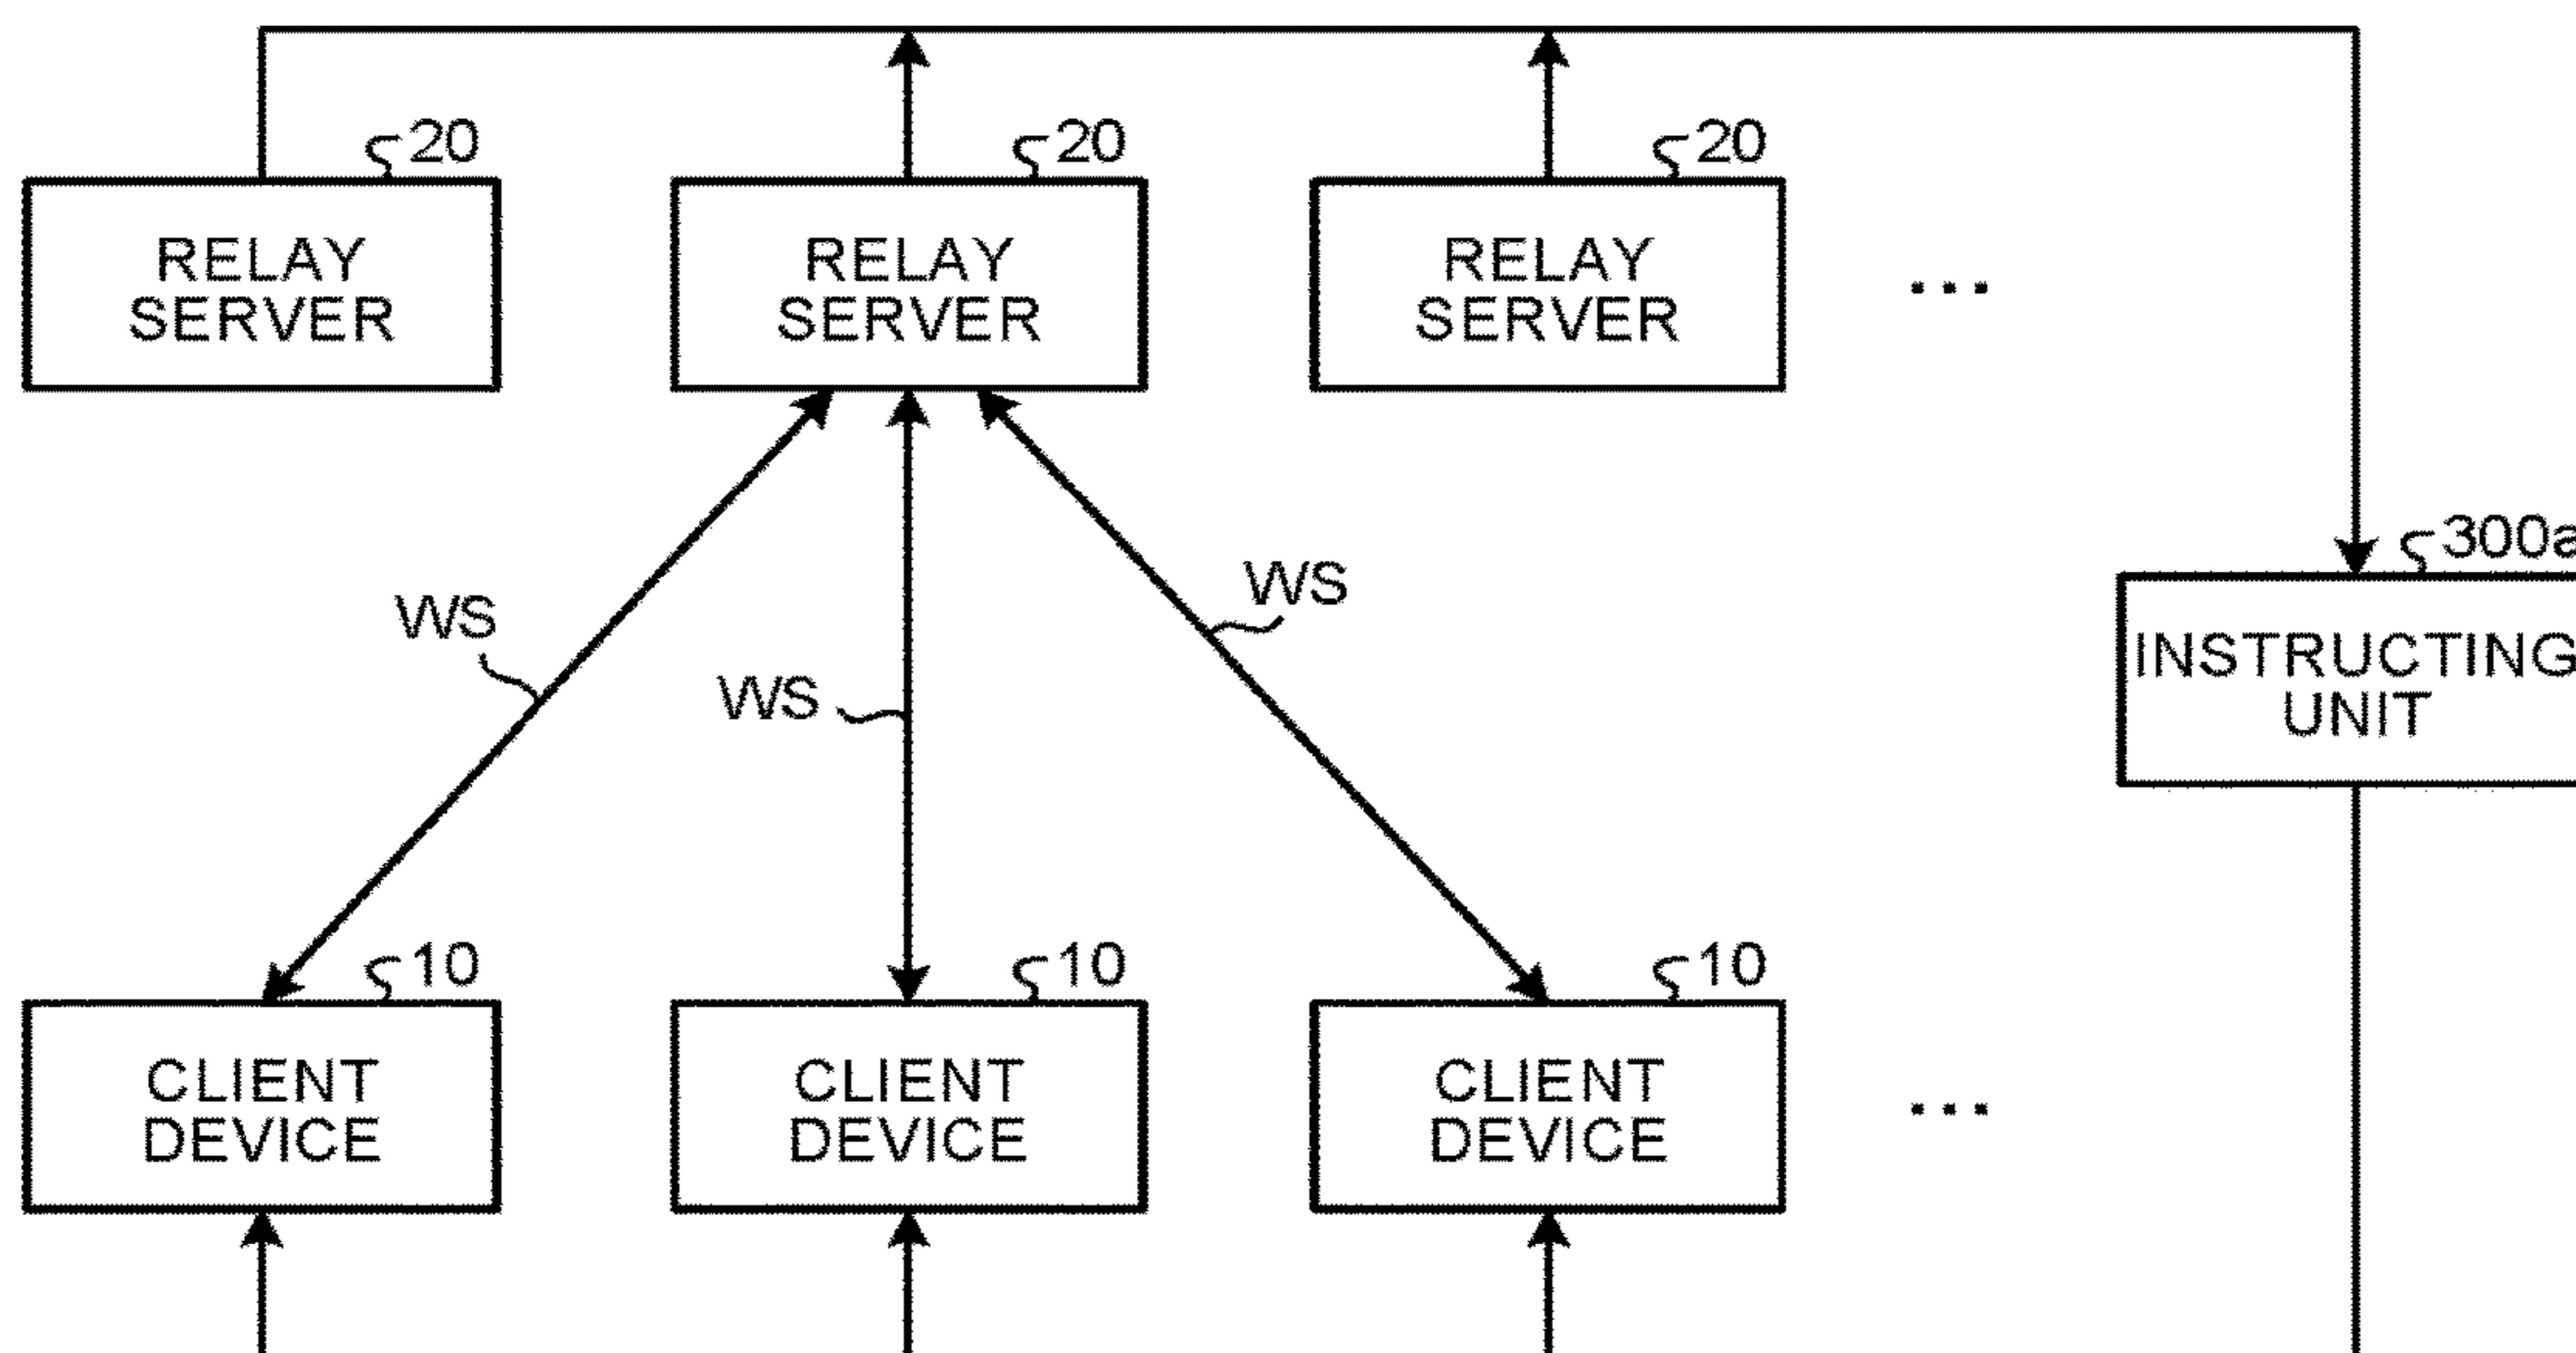 20
20
20
RELAY
SERVER
RELAY
SERVER
RELAY
SERVER
...
300a
WS
WS
WS
INSTRUCTING
UNIT
10
10
10
CLIENT
DEVICE
CLIENT
DEVICE
CLIENT
DEVICE
...